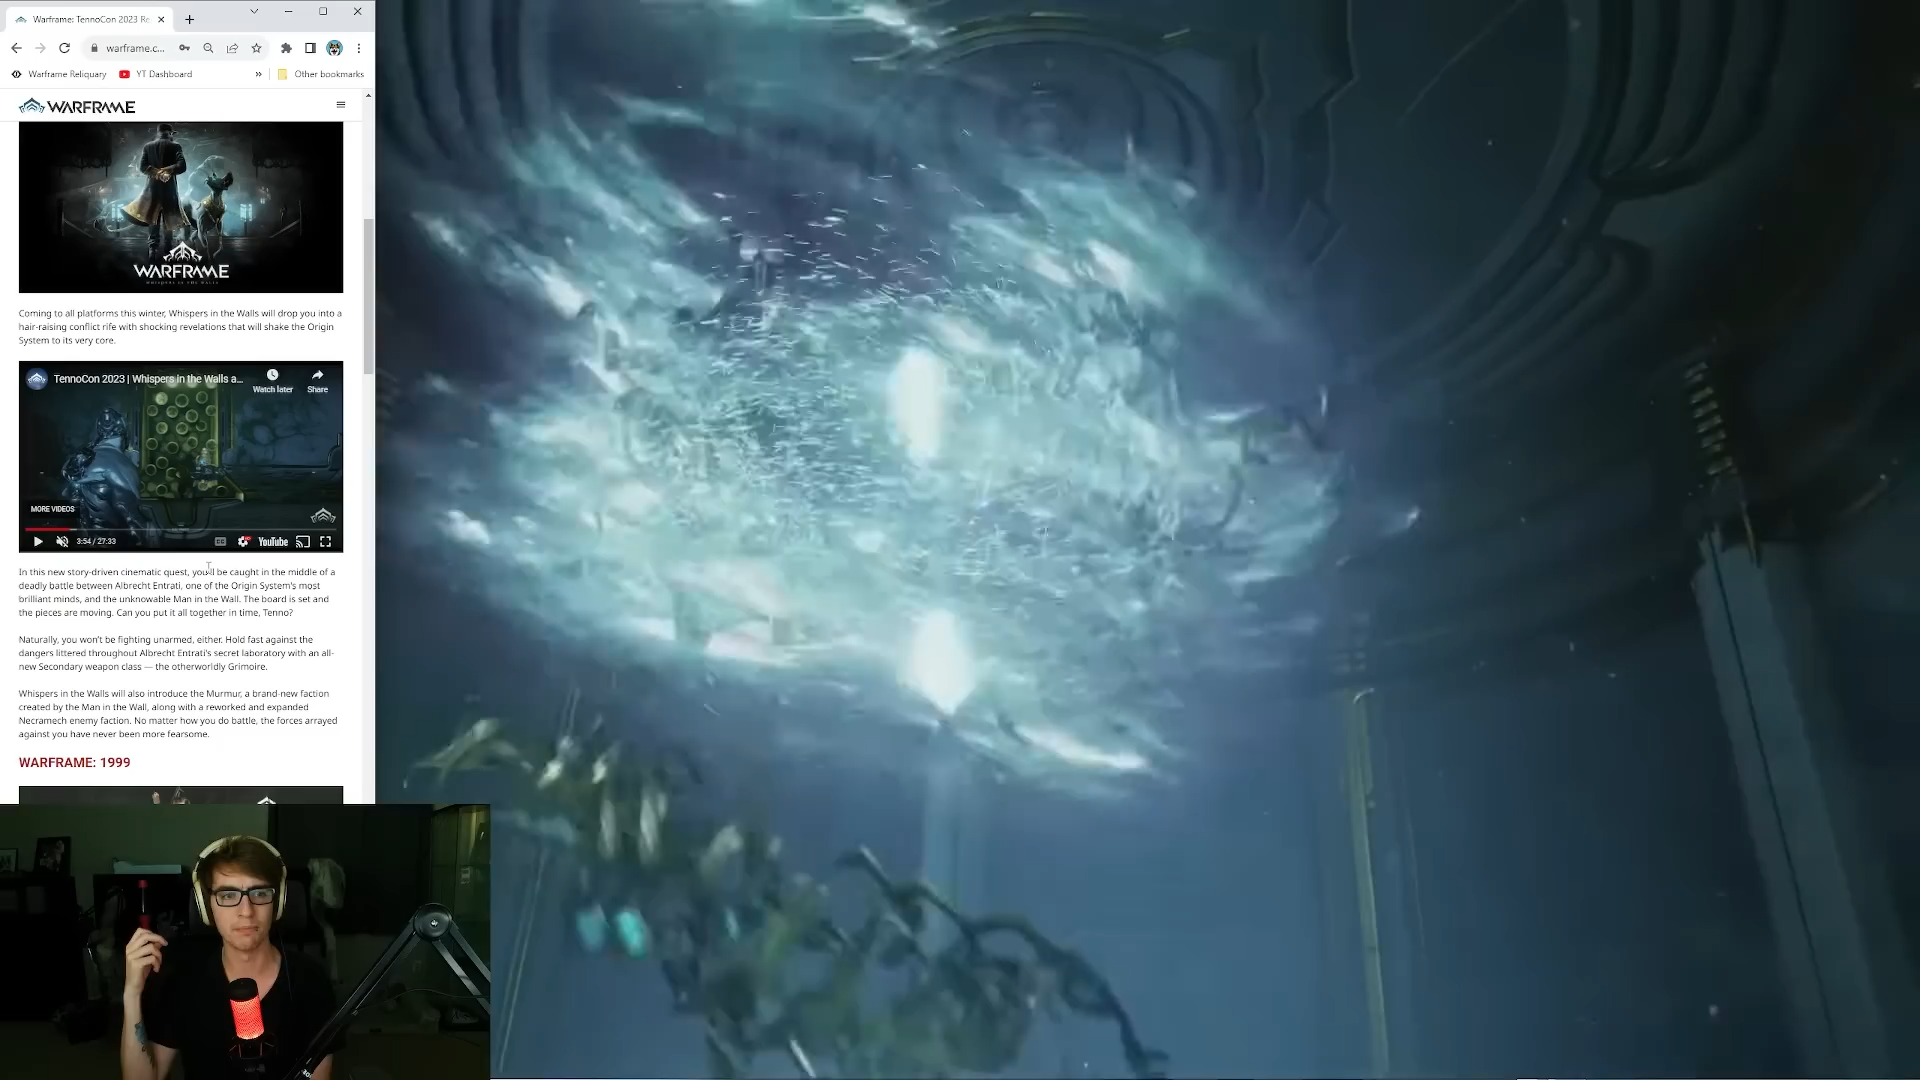 Warframe: TennoCon 2023 Re
warframe.c...
Warframe Reliquary
YT Dashboard
»
Other bookmarks
WARFRAME
WARFRAME
WHISPERS IN THE WALLS
Coming to all platforms this winter, Whispers in the Walls will drop you into a
hair-raising conflict rife with shocking revelations that will shake the Origin
System to its very core.
TennoCon 2023 | Whispers in the Walls a...
Watch later
Share
MORE VIDEOS
3:54 / 27:33
CC
YouTube
In this new story-driven cinematic quest, you'll be caught in the middle of a
deadly battle between Albrecht Entrati, one of the Origin System's most
brilliant minds, and the unknowable Man in the Wall. The board is set and
the pieces are moving. Can you put it all together in time, Tenno?
Naturally, you won't be fighting unarmed, either. Hold fast against the
dangers littered throughout Albrecht Entrati's secret laboratory with an all-
new Secondary weapon class — the otherworldly Grimoire.
Whispers in the Walls will also introduce the Murmur, a brand-new faction
created by the Man in the Wall, along with a reworked and expanded
Necramech enemy faction. No matter how you do battle, the forces arrayed
against you have never been more fearsome.
WARFRAME: 1999